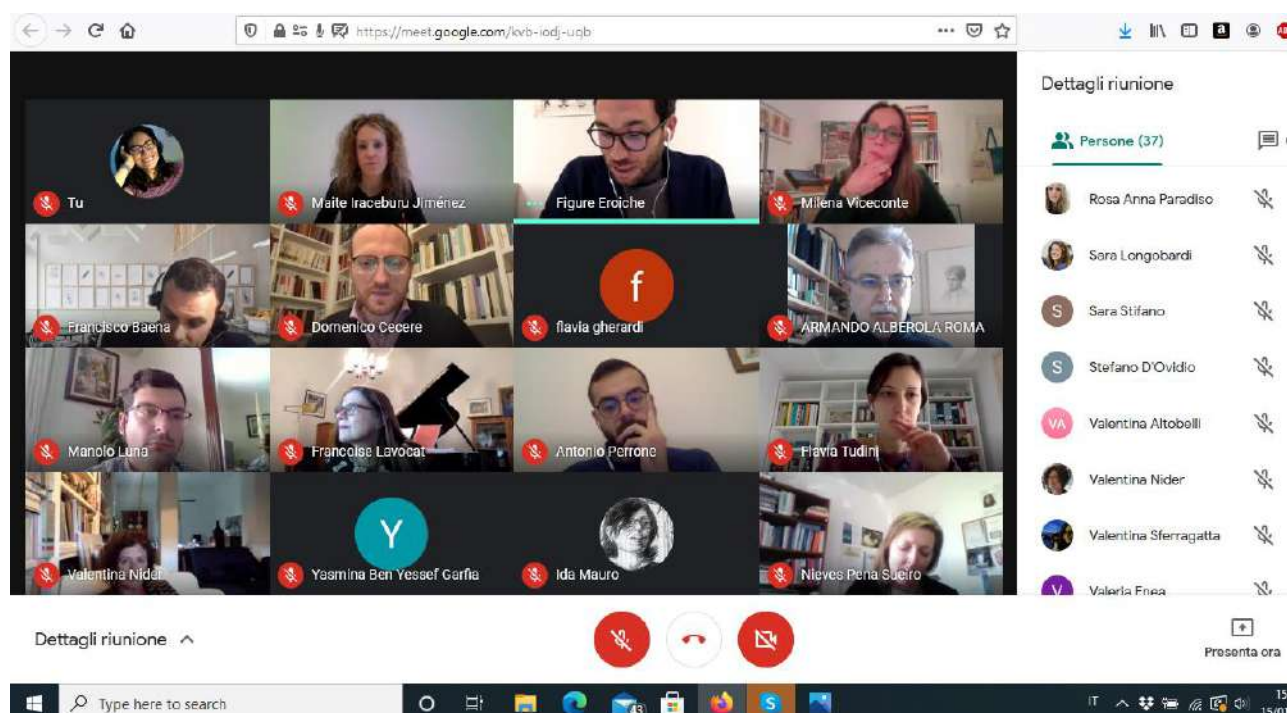 https://meet.google.com/kvb-iodj-uqb
Dettagli riunione
Persone (37)
Tu
Maite Iraceburu Jiménez
Figure Eroiche
Milena Viceconte
Francisco Baena
Domenico Cecere
f
flavia gherardi
ARMANDO ALBEROLA ROMA
Manolo Luna
Francoise Lavocat
Antonio Perrone
Flavia Tudini
Valentina Nider
Y
Yasmina Ben Yessef Garfia
Ida Mauro
Nieves Pena Sueiro
Rosa Anna Paradiso
Sara Longobardi
S
Sara Stifano
S
Stefano D'Ovidio
VA
Valentina Altobelli
Valentina Nider
Valentina Sferragatta
V
Valeria Enea
Dettagli riunione
Presenta ora
Type here to search
a
(43)
S
IT